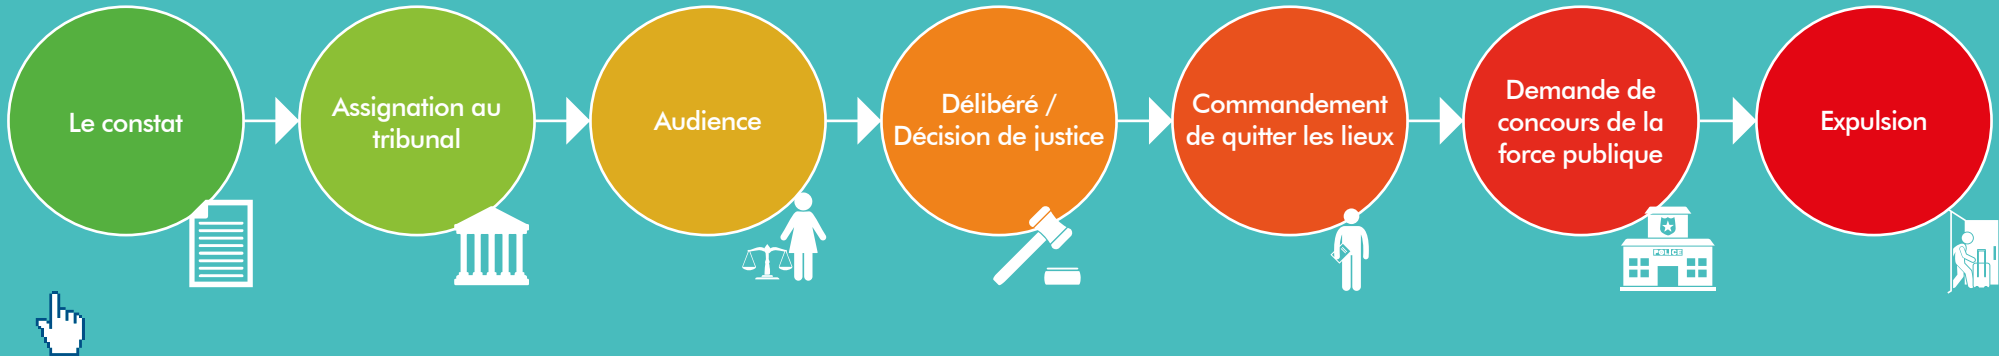 Le constat
Assignation au
tribunal
Audience
Délibéré /
Décision de justice
Commandement
de quitter les lieux
Demande de
concours de la
force publique
Expulsion
POLICE